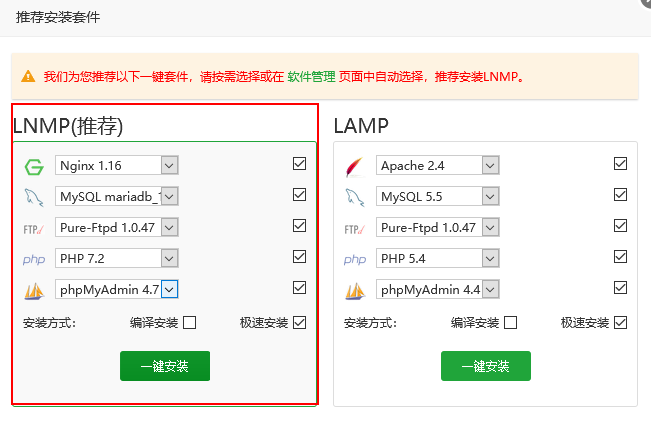 推荐安装套件
我们为您推荐以下一键套件，请按需选择或在 软件管理 页面中自动选择，推荐安装LNMP。
LNMP(推荐)
Nginx 1.16
MySQL mariadb_1
FTP
Pure-Ftpd 1.0.47
php
PHP 7.2
phpMyAdmin 4.7
安装方式：
编译安装
极速安装
一键安装
LAMP
Apache 2.4
MySQL 5.5
FTP
Pure-Ftpd 1.0.47
php
PHP 5.4
phpMyAdmin 4.4
安装方式：
编译安装
极速安装
一键安装